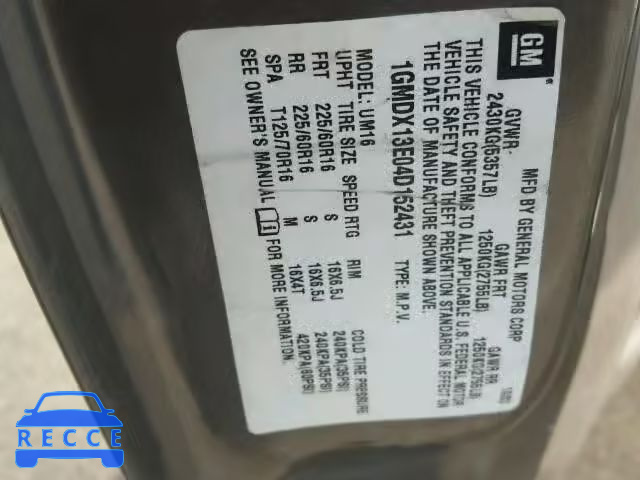 GM
MFD BY GENERAL MOTORS CORP
GVWR GAWR FRT GAWR RR
2430KG(5357LB) 1250KG(2755LB) 1250KG(2756LB)
THIS VEHICLE CONFORMS TO ALL APPLICABLE U.S. FEDERAL MOTOR
VEHICLE SAFETY AND THEFT PREVENTION STANDARDS IN EFFECT ON
THE DATE OF MANUFACTURE SHOWN ABOVE.
1GMDX13E04D152431 TYPE: M.P.V.
MODEL: UM16
UPHT TIRE SIZE SPEED RTG RIM COLD TIRE PRESSURE
FRT 225/60R16 S 16X6.5J 240KPA(35PSI)
RR 225/60R16 S 16X6.5J 240KPA(35PSI)
SPA T125/70R16 M 16X4T 420KPA(60PSI)
SEE OWNER'S MANUAL FOR MORE INFORMATION.
RECCE